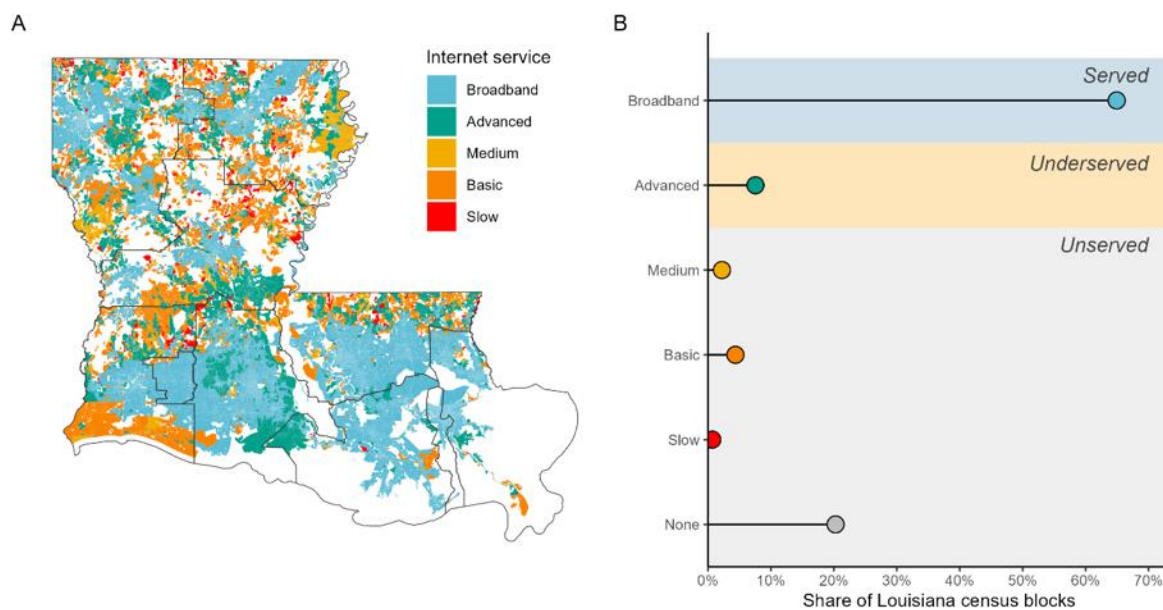 A
Internet service
Broadband
Advanced
Medium
Basic
Slow
B
Served
Broadband
Underserved
Advanced
Unserved
Medium
Basic
Slow
None
0% 10% 20% 30% 40% 50% 60% 70%
Share of Louisiana census blocks